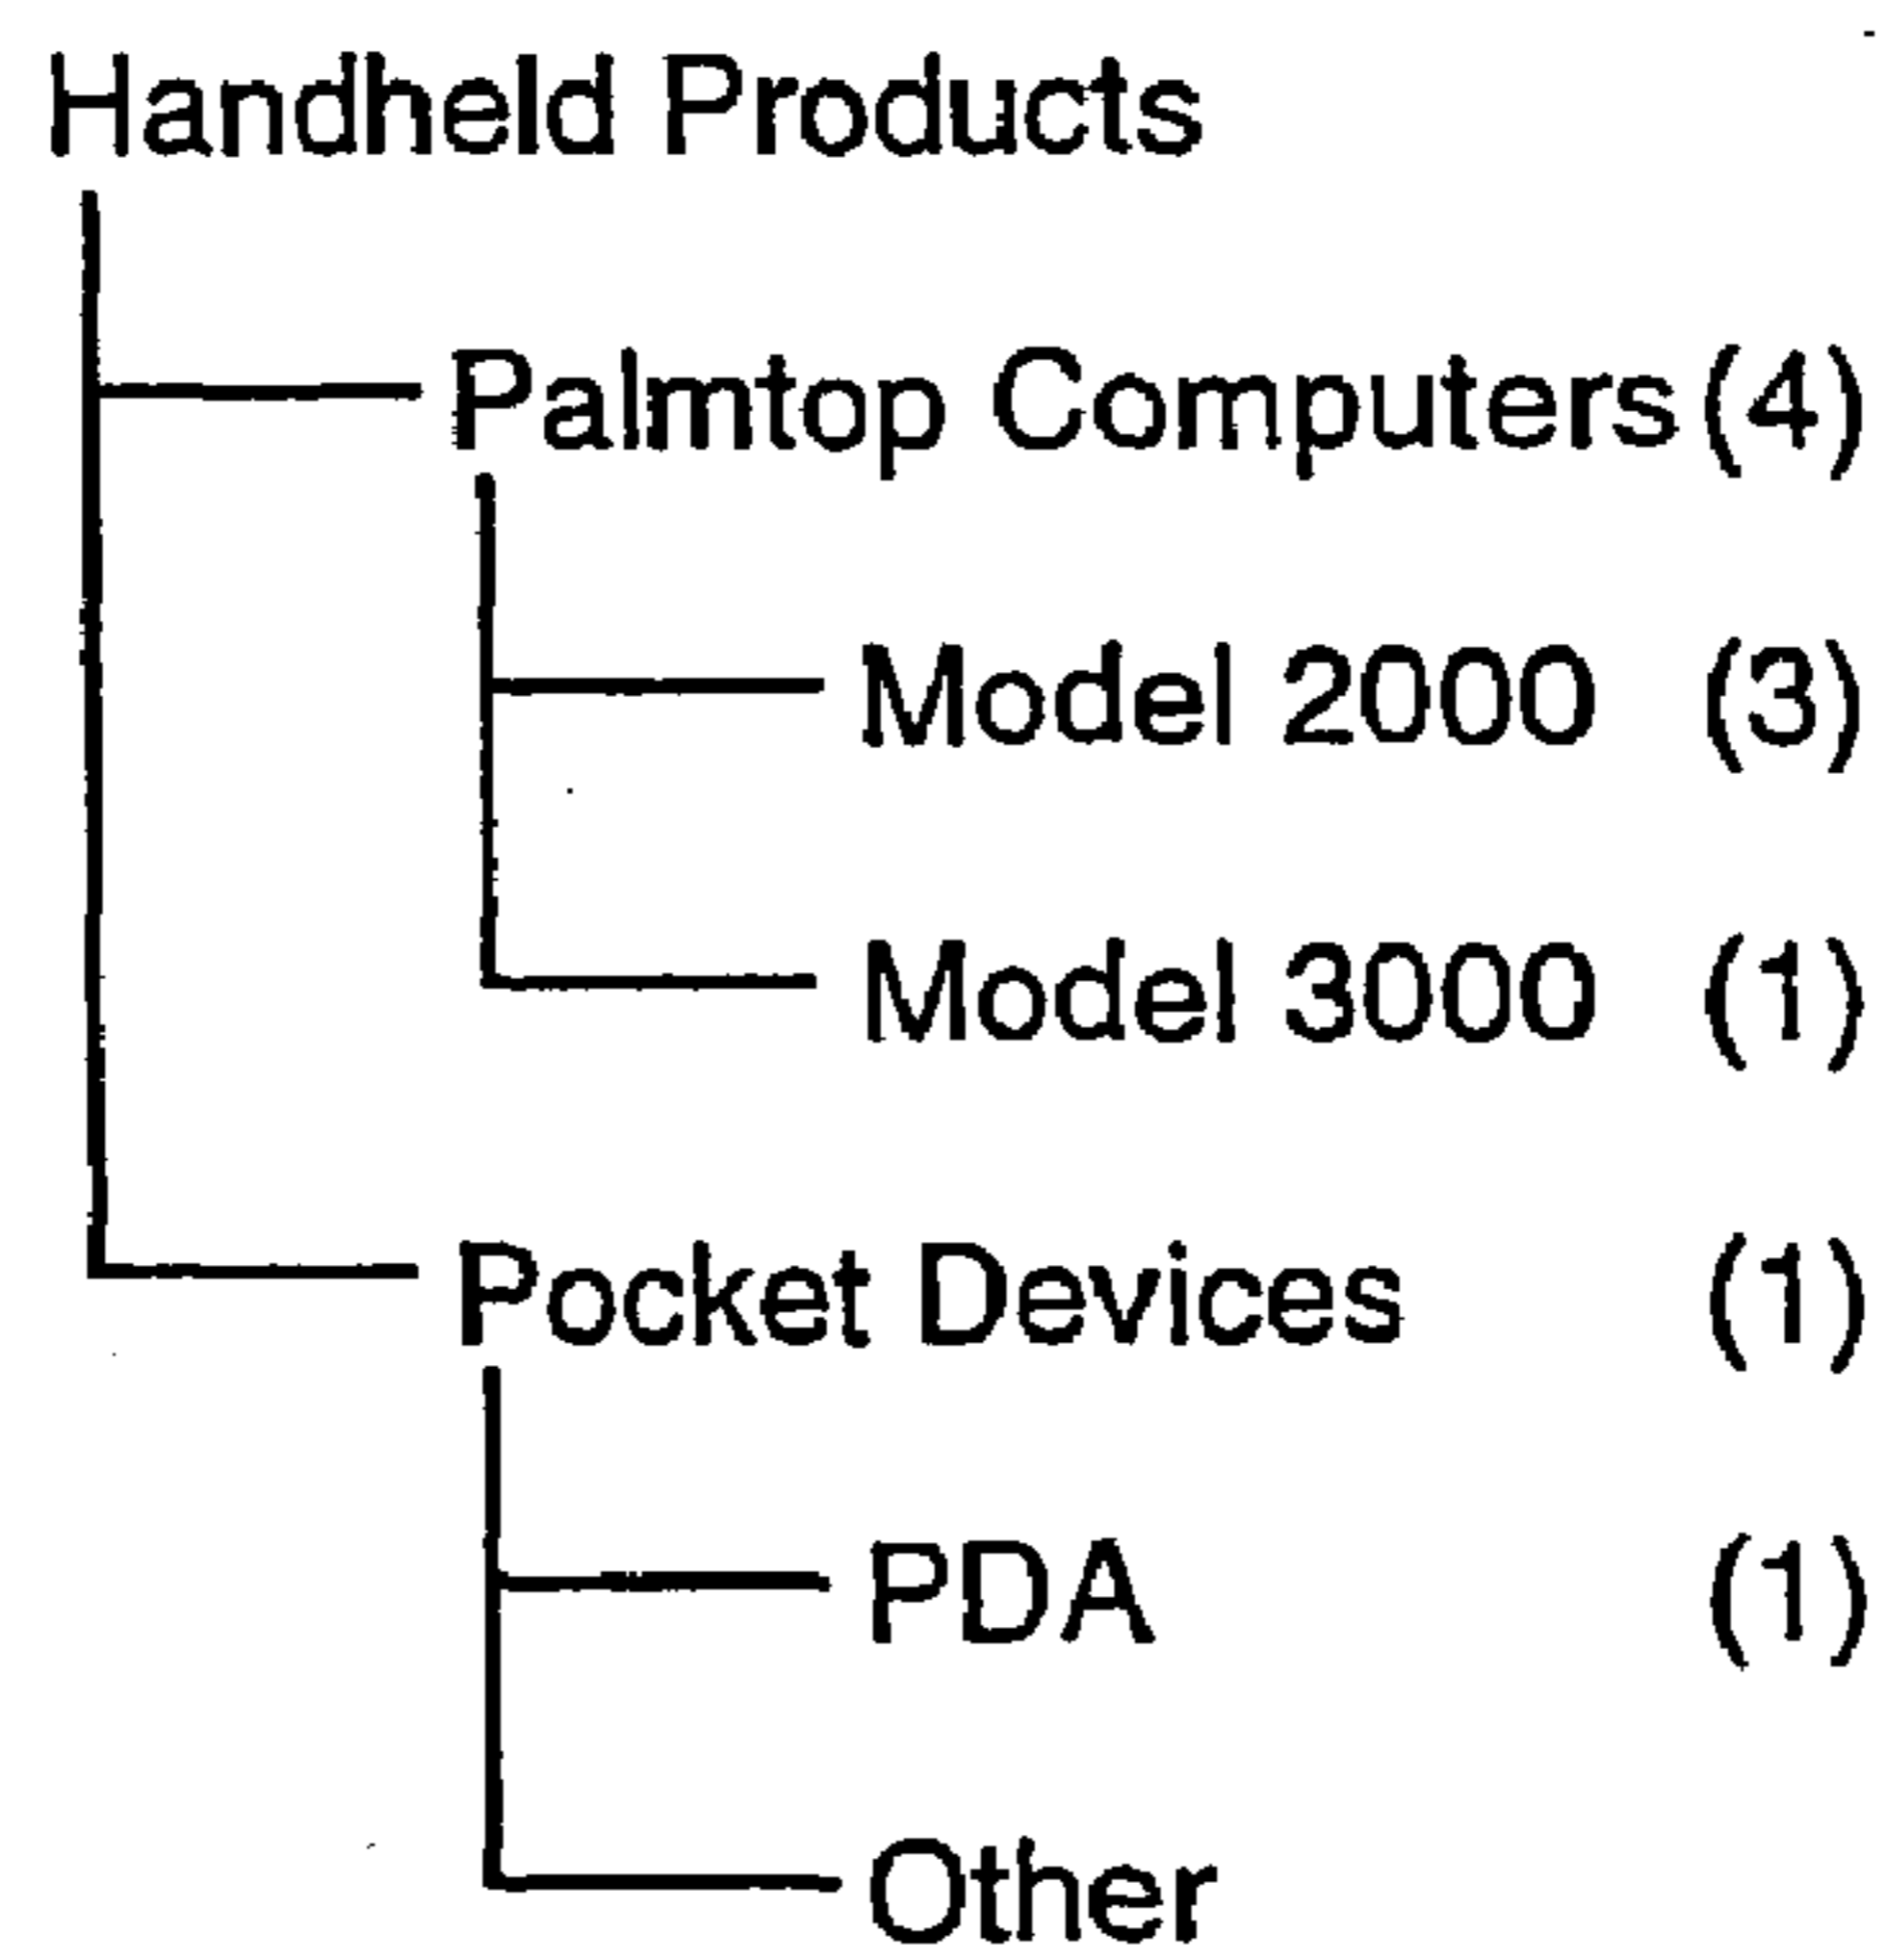 Handheld Products
Palmtop Computers (4)
Model 2000 (3)
Model 3000 (1)
Pocket Devices (1)
PDA (1)
Other